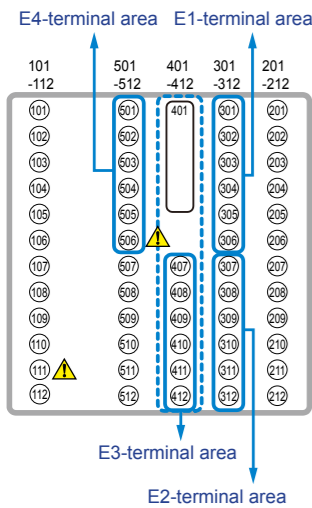 E4-terminal area E1-terminal area
101 501 401 301 201
-112 -512 -412 -312 -212
101 501 401 301 201
102 502 302 202
103 503 303 203
104 504 304 204
105 505 305 205
106 506 306 206
107 507 407 307 207
108 508 408 308 208
109 509 409 309 209
110 510 410 310 210
111 511 411 311 211
112 512 412 312 212
E3-terminal area
E2-terminal area